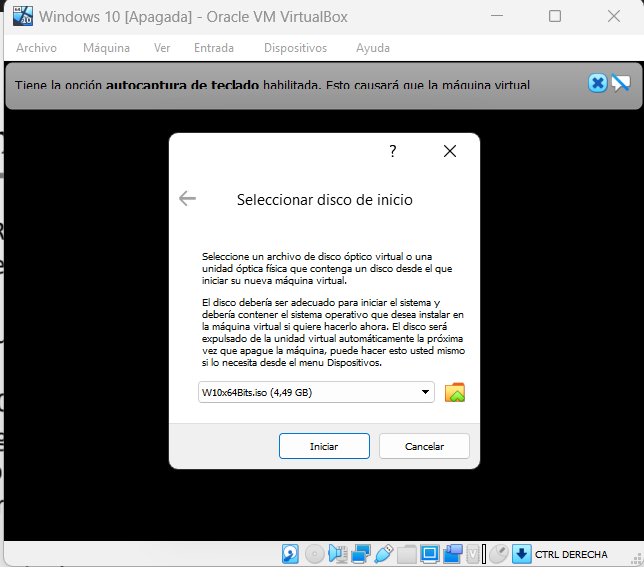 Windows 10 [Apagada] - Oracle VM VirtualBox
Archivo Máquina Ver Entrada Dispositivos Ayuda
Tiene la opción autocaptura de teclado habilitada. Esto causará que la máquina virtual
?
Seleccionar disco de inicio
Seleccione un archivo de disco óptico virtual o una
unidad óptica física que contenga un disco desde el que
iniciar su nueva máquina virtual.
El disco debería ser adecuado para iniciar el sistema y
debería contener el sistema operativo que desea instalar en
la máquina virtual si quiere hacerlo ahora. El disco será
expulsado de la unidad virtual automáticamente la próxima
vez que apague la máquina, puede hacer esto usted mismo
si lo necesita desde el menu Dispositivos.
W10x64Bits.iso (4,49 GB)
Iniciar Cancelar
CTRL DERECHA